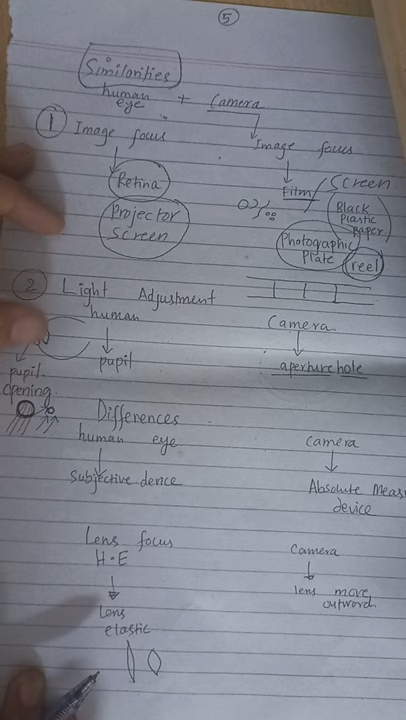 5
Similarities
human eye + Camera
1 Image focus
Image focus
Retina
Film / Screen
Projector Screen
Black Plastic Paper
Photographic Plate
reel
2 Light Adjustment
human
Camera
pupil
aperture hole
pupil opening
Differences
human eye
Camera
Subjective dence
Absolute Meas
device
Lens focus
H·E
Camera
lens move outword
Lens elastic